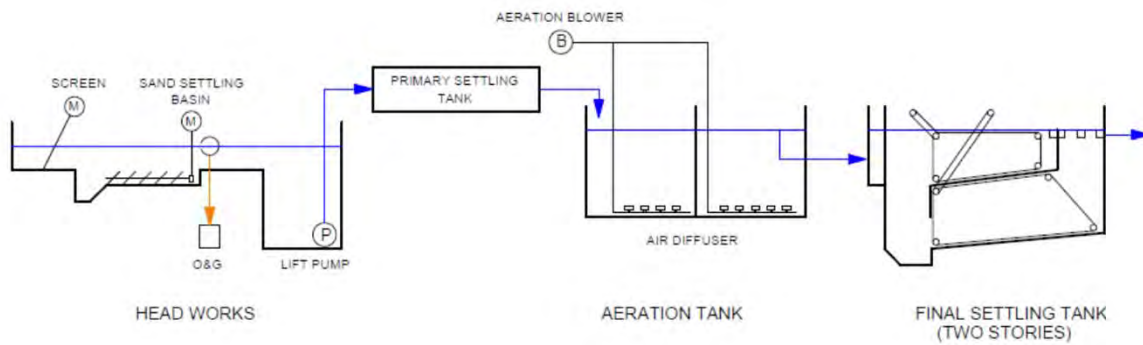 AERATION BLOWER
B
SCREEN
M
SAND SETTLING
BASIN
M
PRIMARY SETTLING
TANK
O&G
P
LIFT PUMP
AIR DIFFUSER
HEAD WORKS
AERATION TANK
FINAL SETTLING TANK
(TWO STORIES)